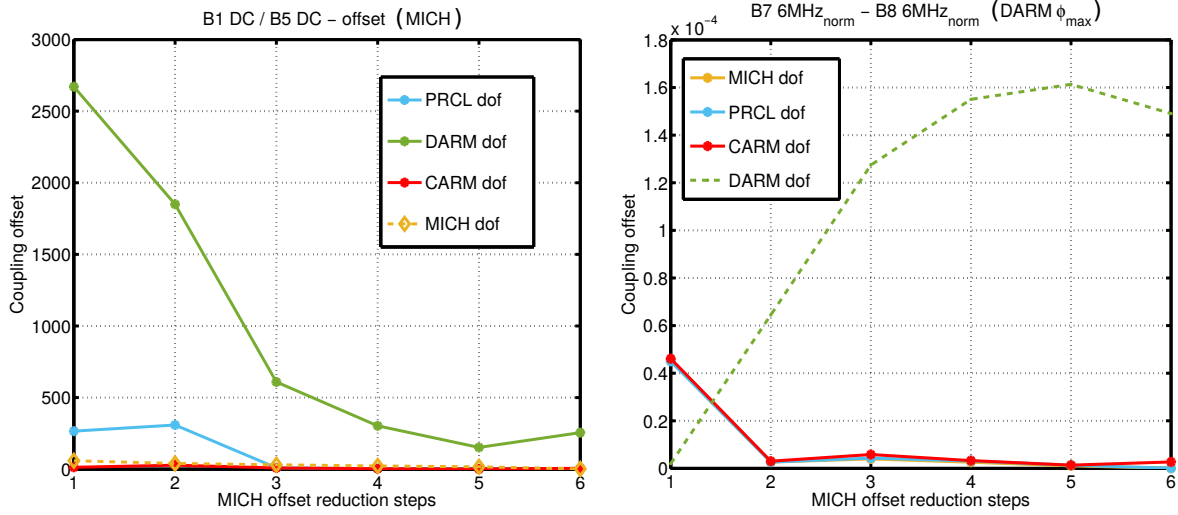 B1 DC / B5 DC − offset (MICH)
3000
2500
2000
1500
1000
500
0
Coupling offset
PRCL dof
DARM dof
CARM dof
MICH dof
1 2 3 4 5 6
MICH offset reduction steps
B7 6MHz_norm − B8 6MHz_norm (DARM ϕ_max)
x 10^−4
1.8
1.6
1.4
1.2
1
0.8
0.6
0.4
0.2
0
Coupling offset
MICH dof
PRCL dof
CARM dof
DARM dof
1 2 3 4 5 6
MICH offset reduction steps